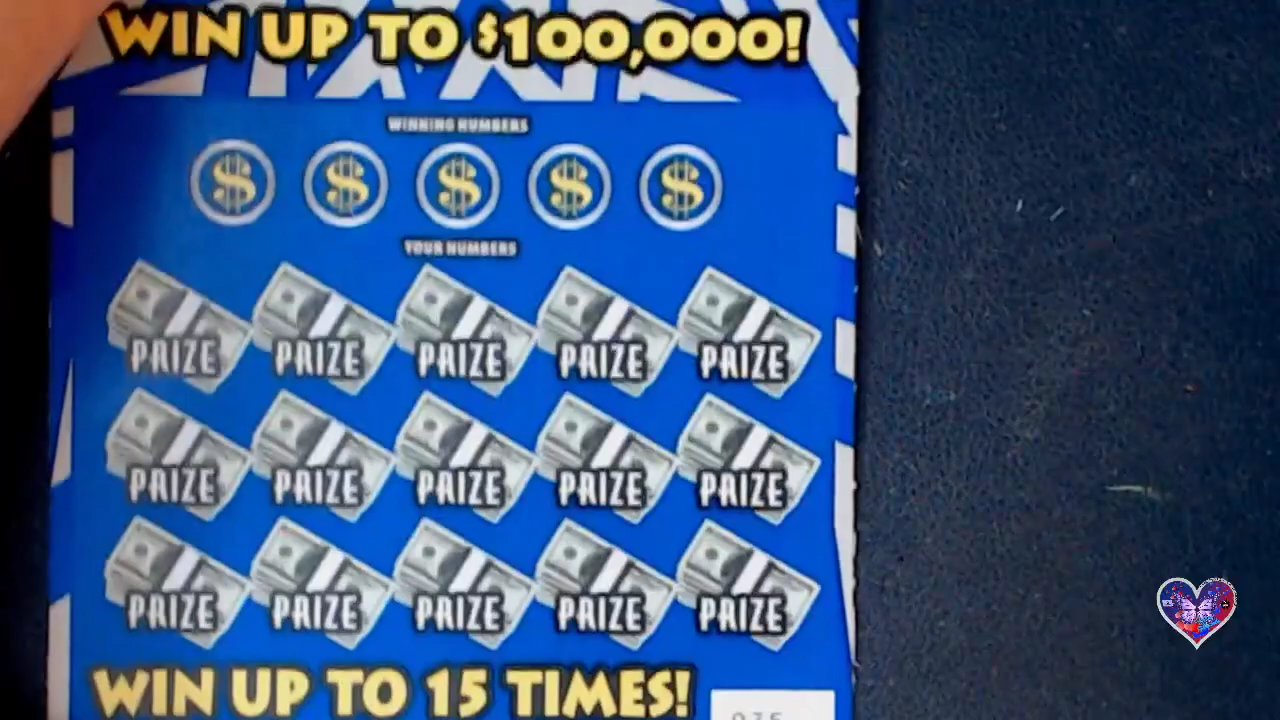 WIN UP TO $100,000!
WINNING NUMBERS
$ $ $ $ $
YOUR NUMBERS
PRIZE PRIZE PRIZE PRIZE PRIZE
PRIZE PRIZE PRIZE PRIZE PRIZE
PRIZE PRIZE PRIZE PRIZE PRIZE
WIN UP TO 15 TIMES!